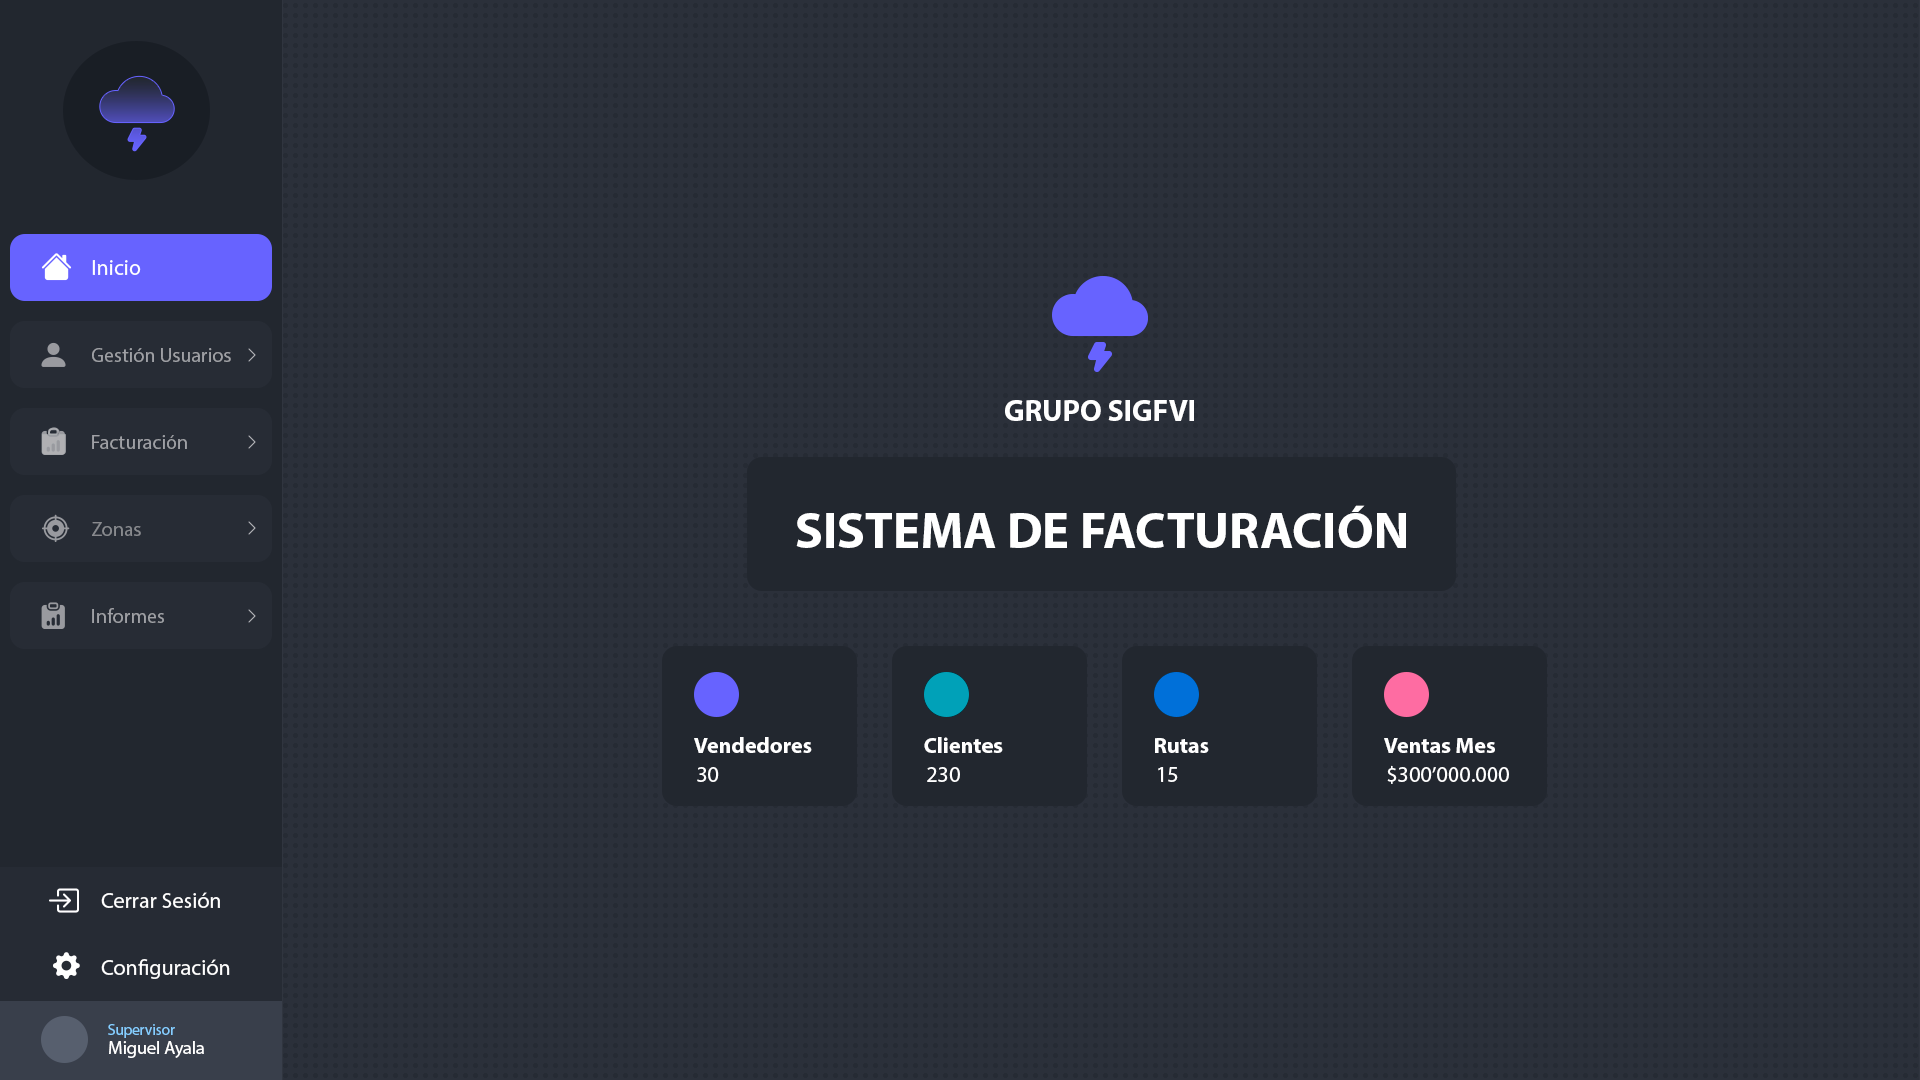 Inicio
Gestión Usuarios
Facturación
Zonas
Informes
Cerrar Sesión
Configuración
Supervisor
Miguel Ayala
GRUPO SIGFVI
SISTEMA DE FACTURACIÓN
Vendedores
30
Clientes
230
Rutas
15
Ventas Mes
$300’000.000